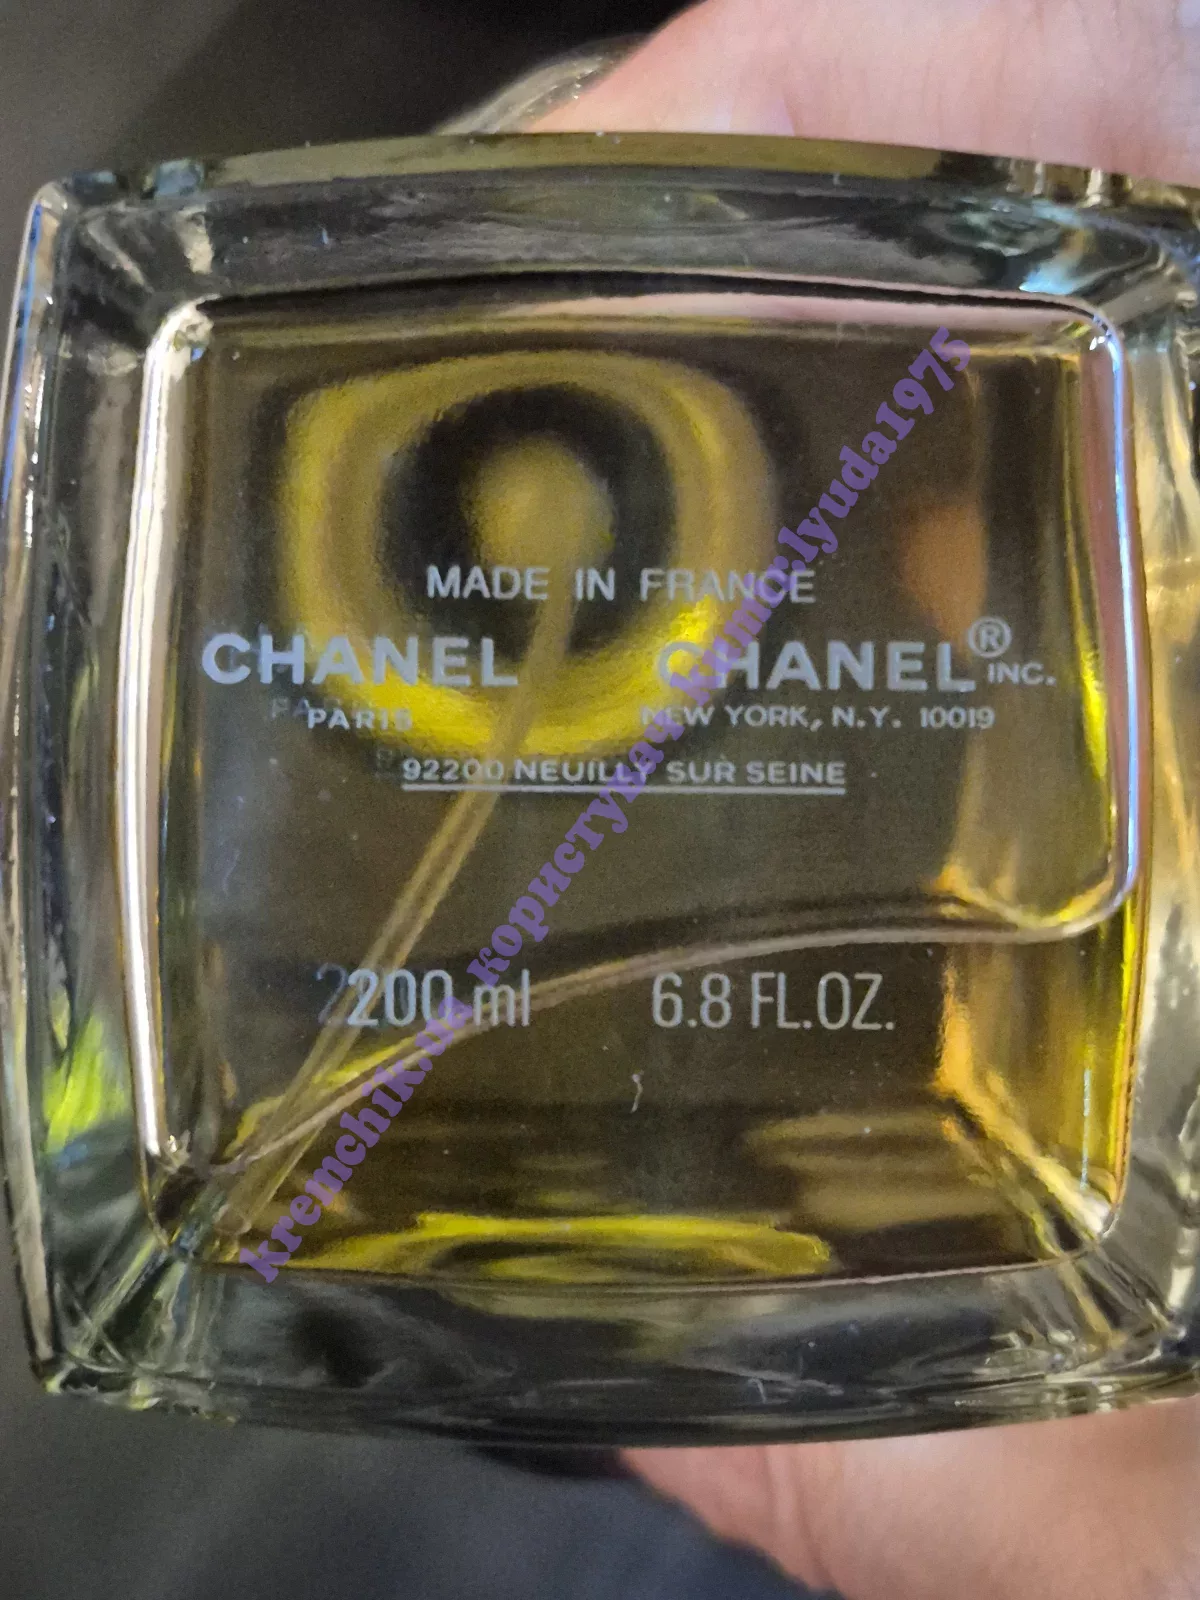 MADE IN FRANCE
CHANEL CHANEL® INC.
PARIS NEW YORK, N.Y. 10019
92200 NEUILLY SUR SEINE
200 ml 6.8 FL.OZ.
kremchik.ua користувач kumc.lyuda1975